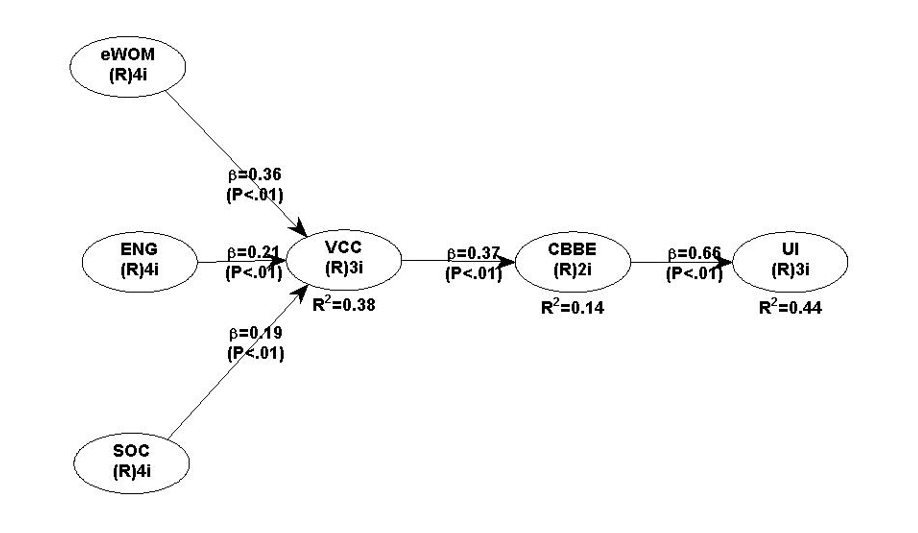 eWOM
(R)4i
β=0.36
(P<.01)
ENG
(R)4i
β=0.21
(P<.01)
VCC
(R)3i
R²=0.38
β=0.37
(P<.01)
CBBE
(R)2i
R²=0.14
β=0.66
(P<.01)
UI
(R)3i
R²=0.44
β=0.19
(P<.01)
SOC
(R)4i